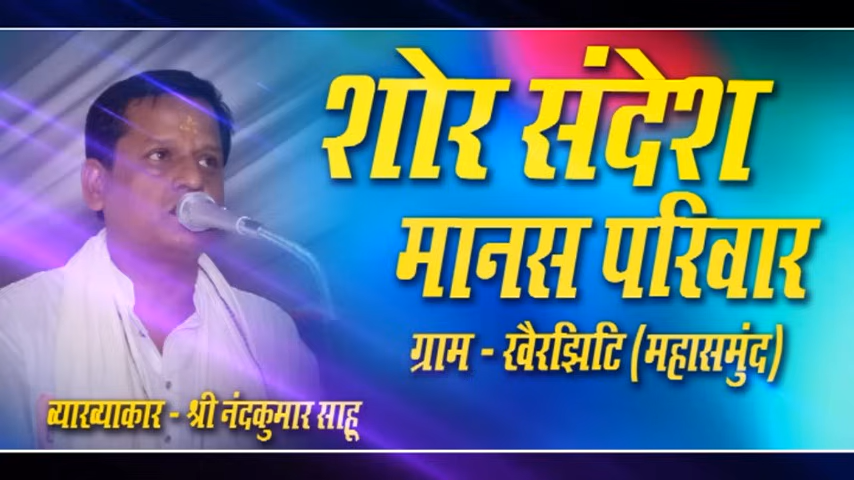 शोर संदेश
मानस परिवार
ग्राम - खैरझिटि (महासमुंद)
व्याख्याकार - श्री नंदकुमार साहू